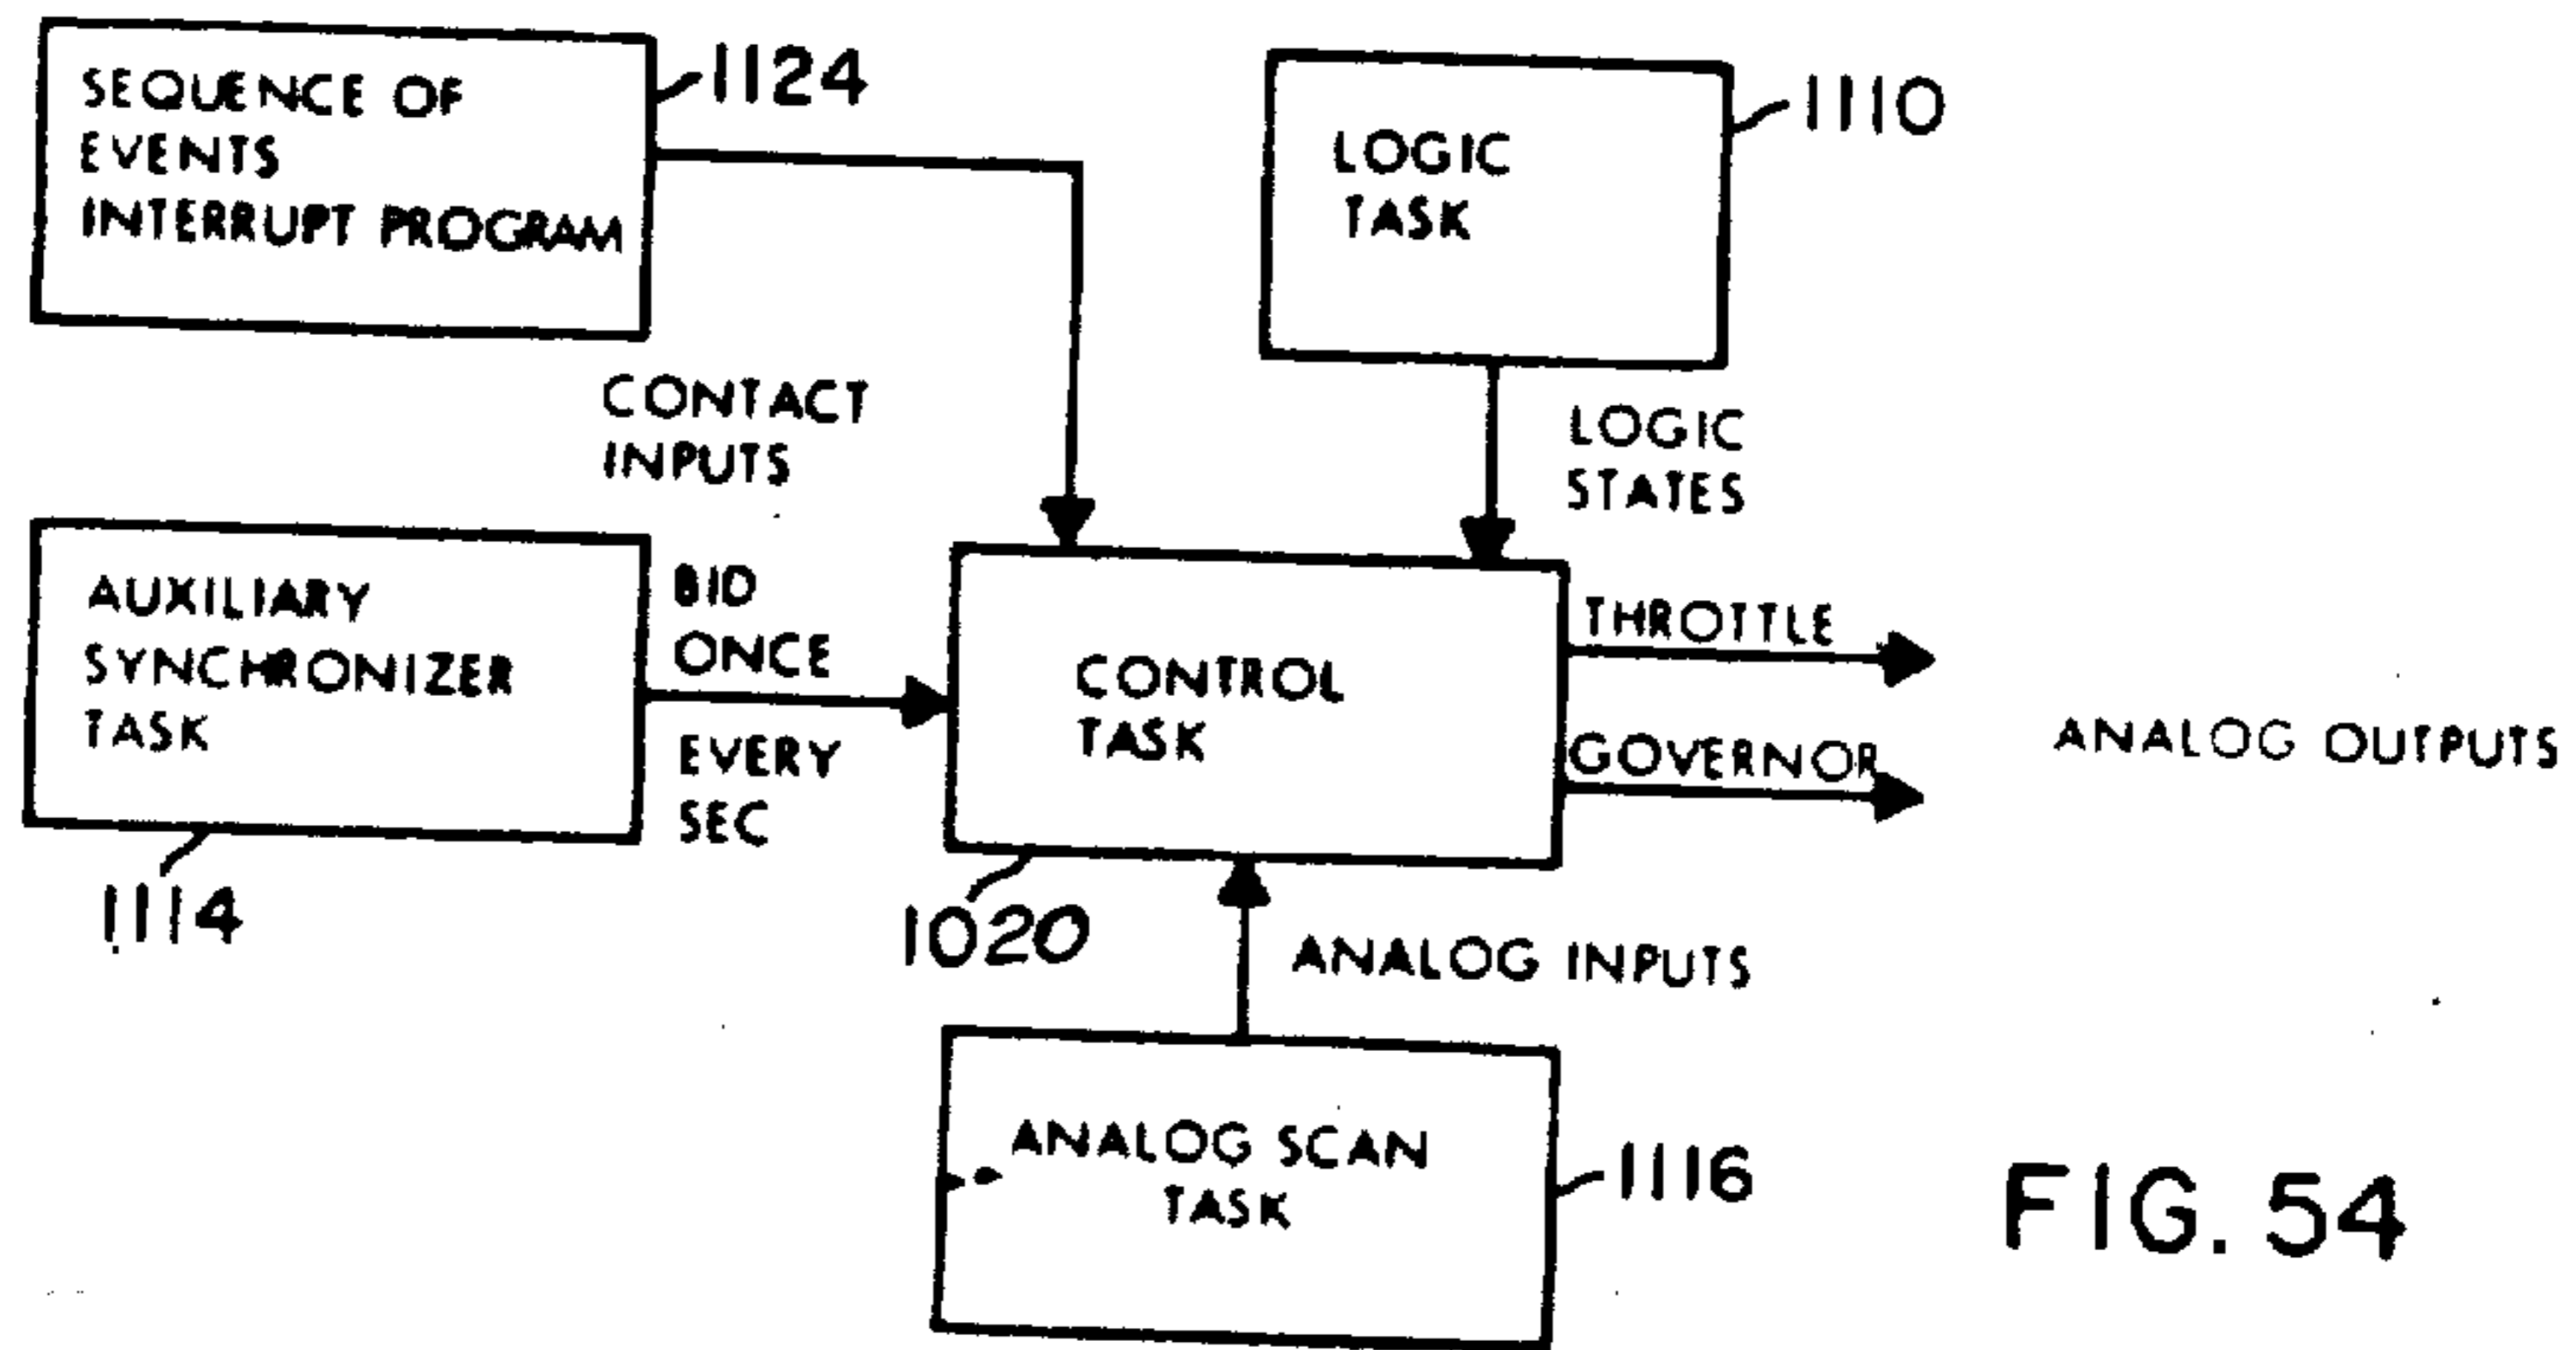 SEQUENCE OF
EVENTS
INTERRUPT PROGRAM
1124
LOGIC
TASK
1110
CONTACT
INPUTS
LOGIC
STATES
AUXILIARY
SYNCHRONIZER
TASK
1114
BID
ONCE
EVERY
SEC
CONTROL
TASK
1020
THROTTLE
GOVERNOR
ANALOG OUTPUTS
ANALOG INPUTS
ANALOG SCAN
TASK
1116
FIG. 54